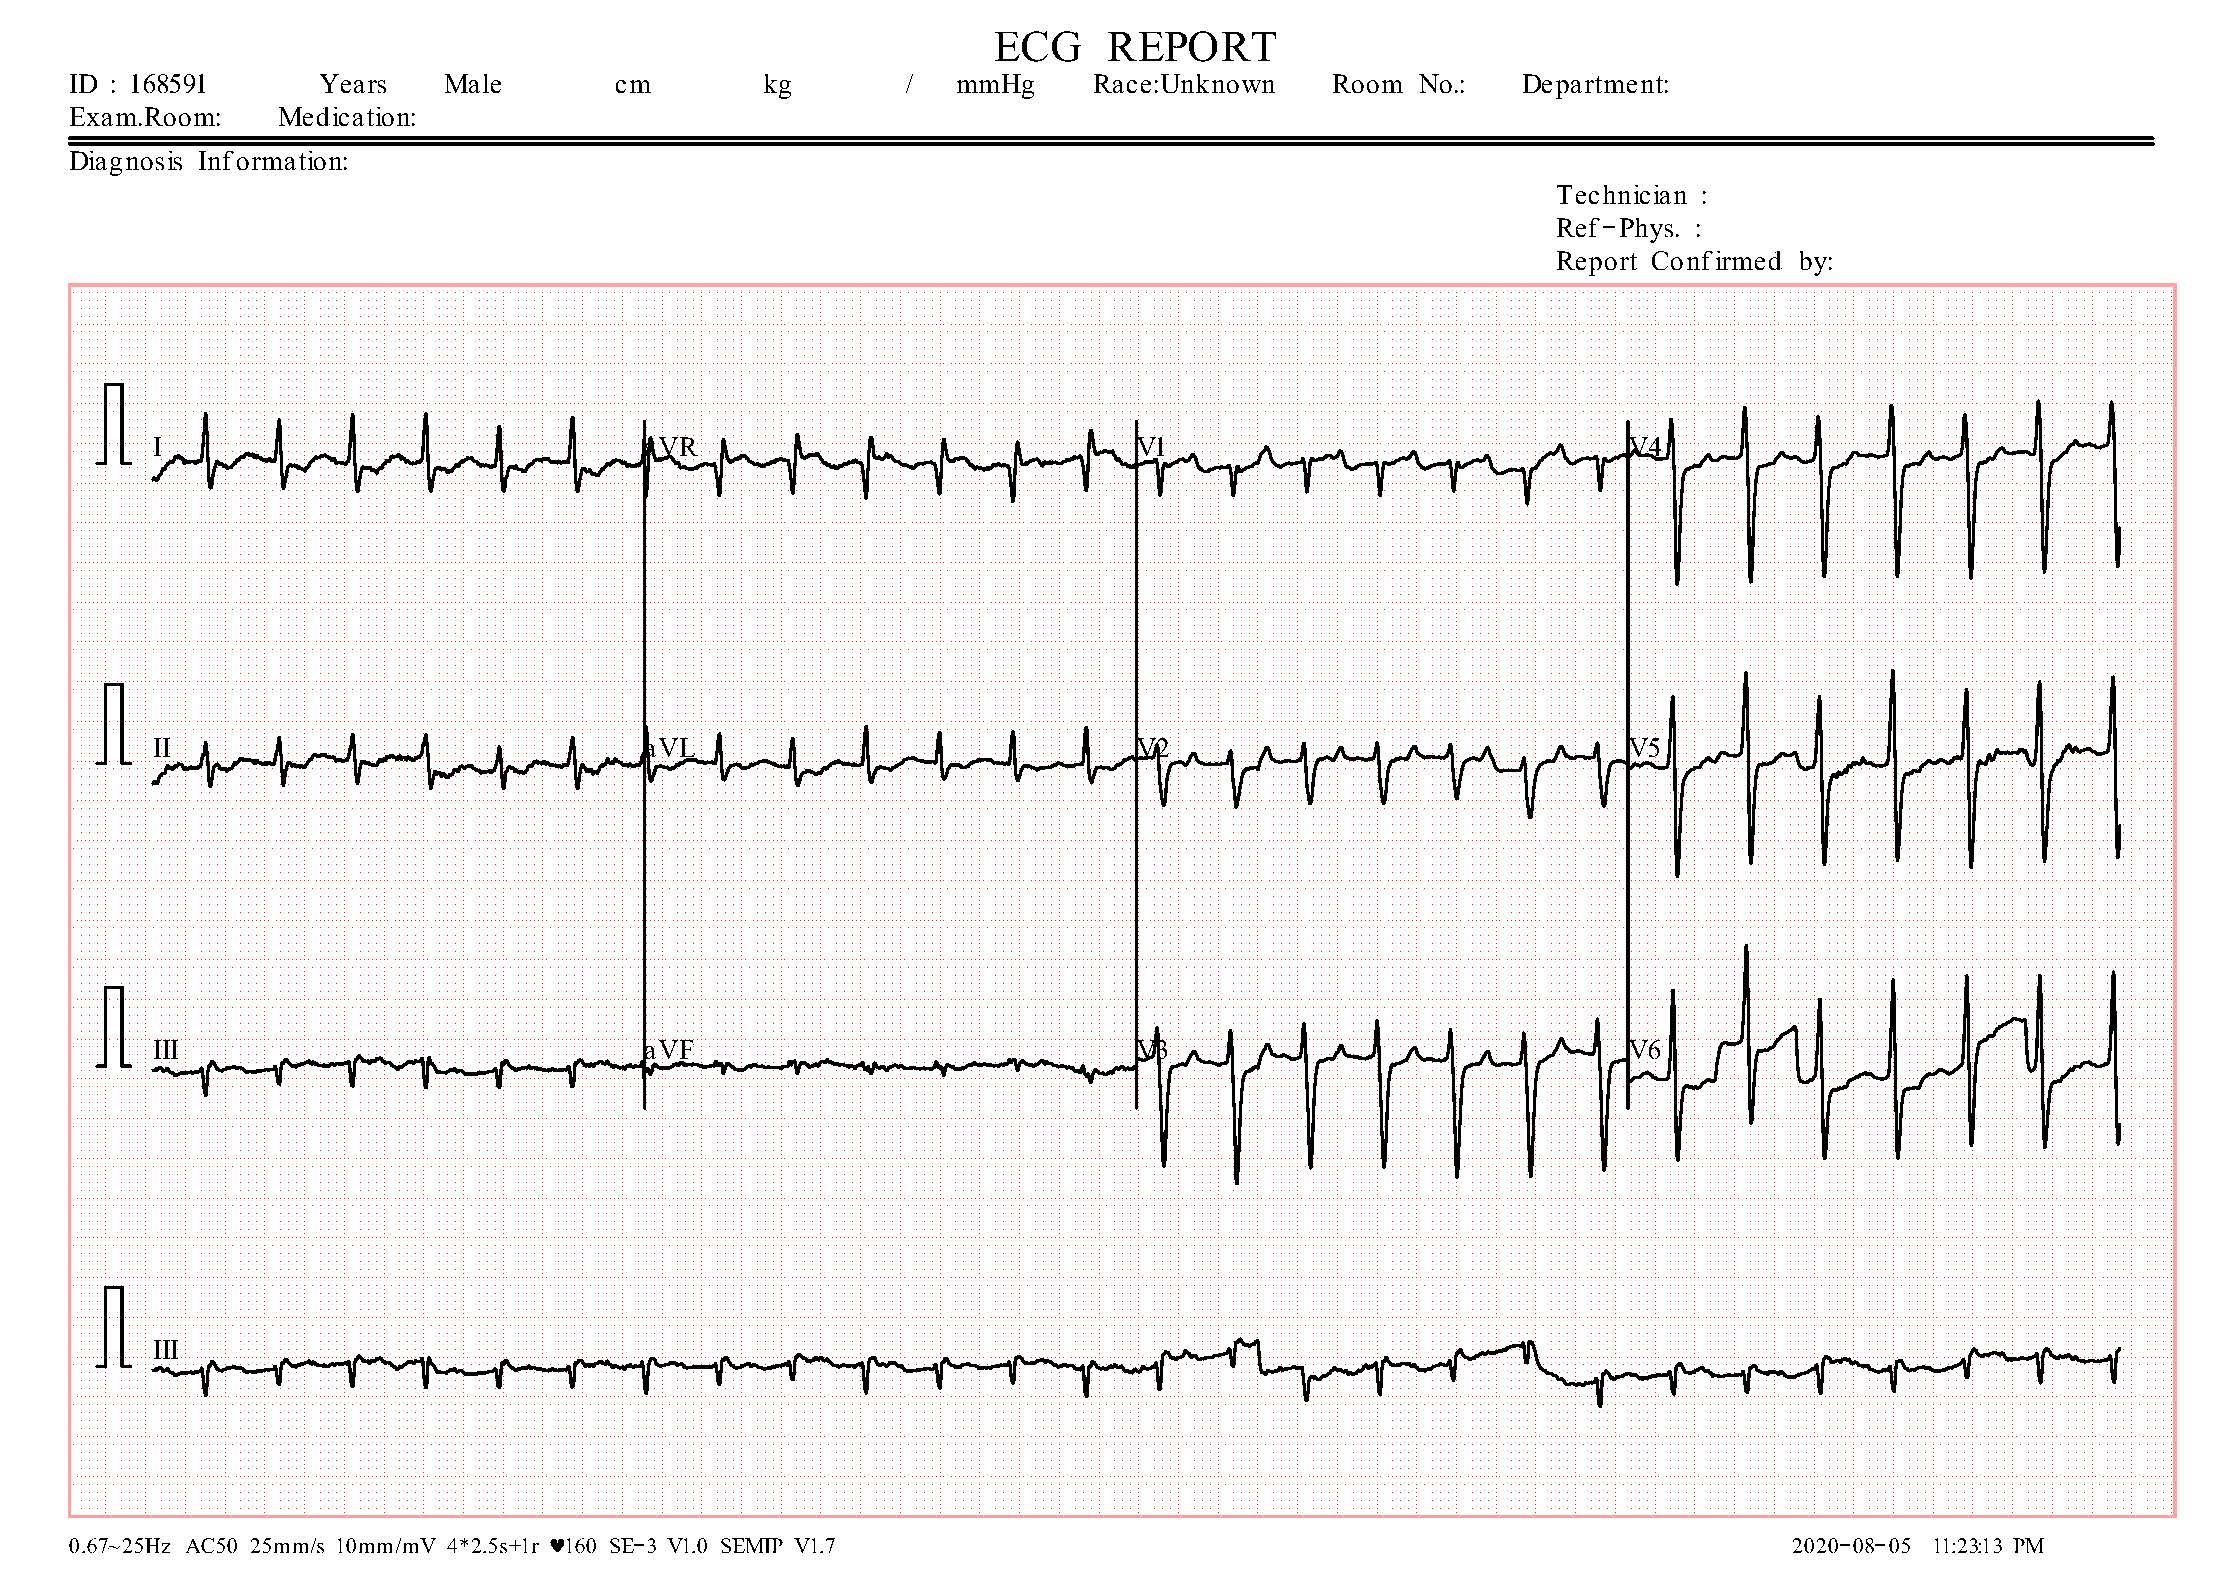 ECG REPORT
ID : 168591 Years Male cm kg / mmHg Race:Unknown Room No.: Department:
Exam.Room: Medication:
Diagnosis Information:
Technician :
Ref-Phys. :
Report Confirmed by:
I aVR V1 V4
II aVL V2 V5
III aVF V3 V6
III
0.67~25Hz AC50 25mm/s 10mm/mV 4*2.5s+1r ♥160 SE-3 V1.0 SEMIP V1.7 2020-08-05 11:23:13 PM